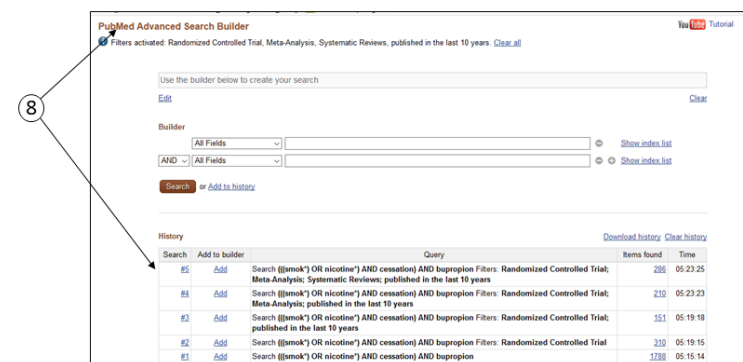 PubMed Advanced Search Builder
You Tube Tutorial
Filters activated: Randomized Controlled Trial, Meta-Analysis, Systematic Reviews, published in the last 10 years. Clear all
8
Use the builder below to create your search
Edit Clear
Builder
All Fields Show index list
AND All Fields Show index list
Search or Add to history
History Download history Clear history
Search Add to builder Query Items found Time
#5 Add Search (((smok*) OR nicotine*) AND cessation) AND bupropion Filters: Randomized Controlled Trial; 286 05:23:25
Meta-Analysis; Systematic Reviews; published in the last 10 years
#4 Add Search (((smok*) OR nicotine*) AND cessation) AND bupropion Filters: Randomized Controlled Trial; 210 05:23:23
Meta-Analysis; published in the last 10 years
#3 Add Search (((smok*) OR nicotine*) AND cessation) AND bupropion Filters: Randomized Controlled Trial; 151 05:19:18
published in the last 10 years
#2 Add Search (((smok*) OR nicotine*) AND cessation) AND bupropion Filters: Randomized Controlled Trial 310 05:19:15
#1 Add Search (((smok*) OR nicotine*) AND cessation) AND bupropion 1788 05:15:14